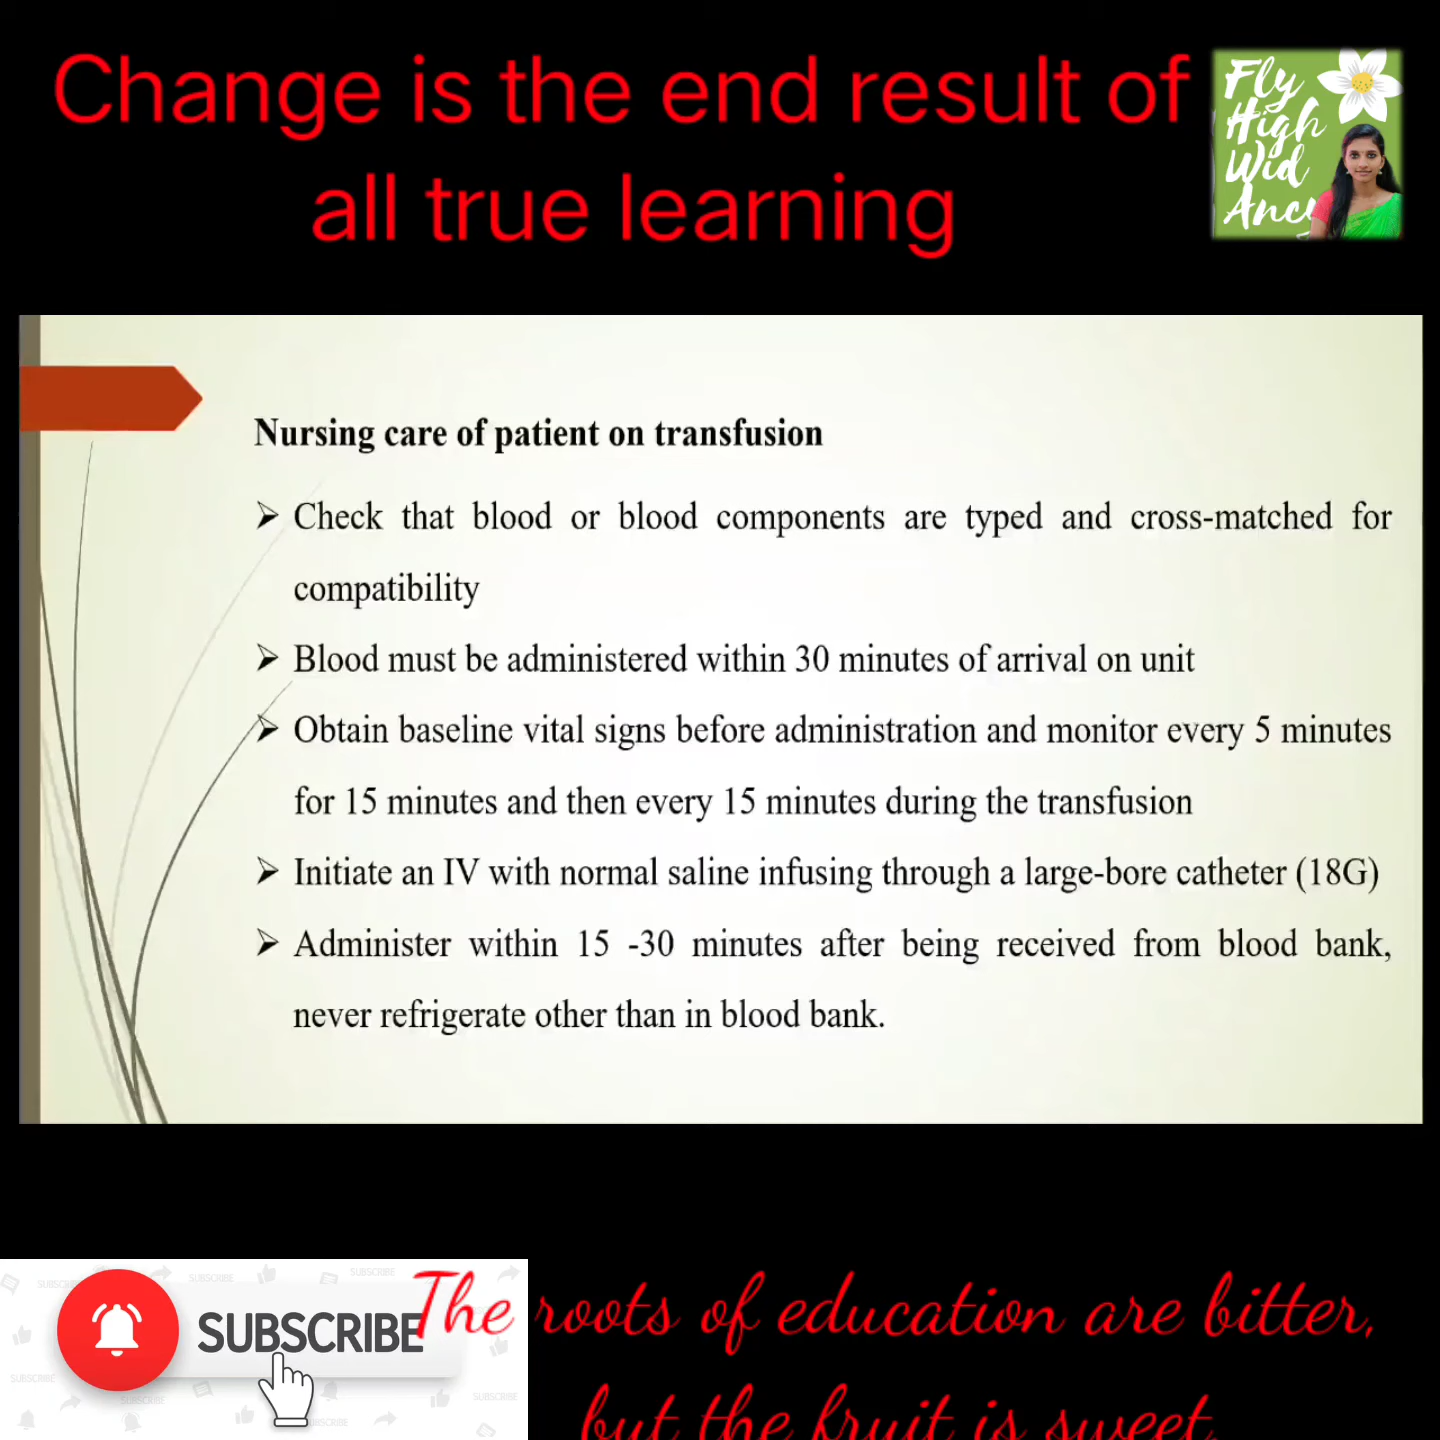 Change is the end result of
all true learning
Fly
High
Wid
Ancy
Nursing care of patient on transfusion
➢ Check that blood or blood components are typed and cross-matched for
compatibility
➢ Blood must be administered within 30 minutes of arrival on unit
➢ Obtain baseline vital signs before administration and monitor every 5 minutes
for 15 minutes and then every 15 minutes during the transfusion
➢ Initiate an IV with normal saline infusing through a large-bore catheter (18G)
➢ Administer within 15 -30 minutes after being received from blood bank,
never refrigerate other than in blood bank.
SUBSCRIBE
The roots of education are bitter,
but the fruit is sweet.